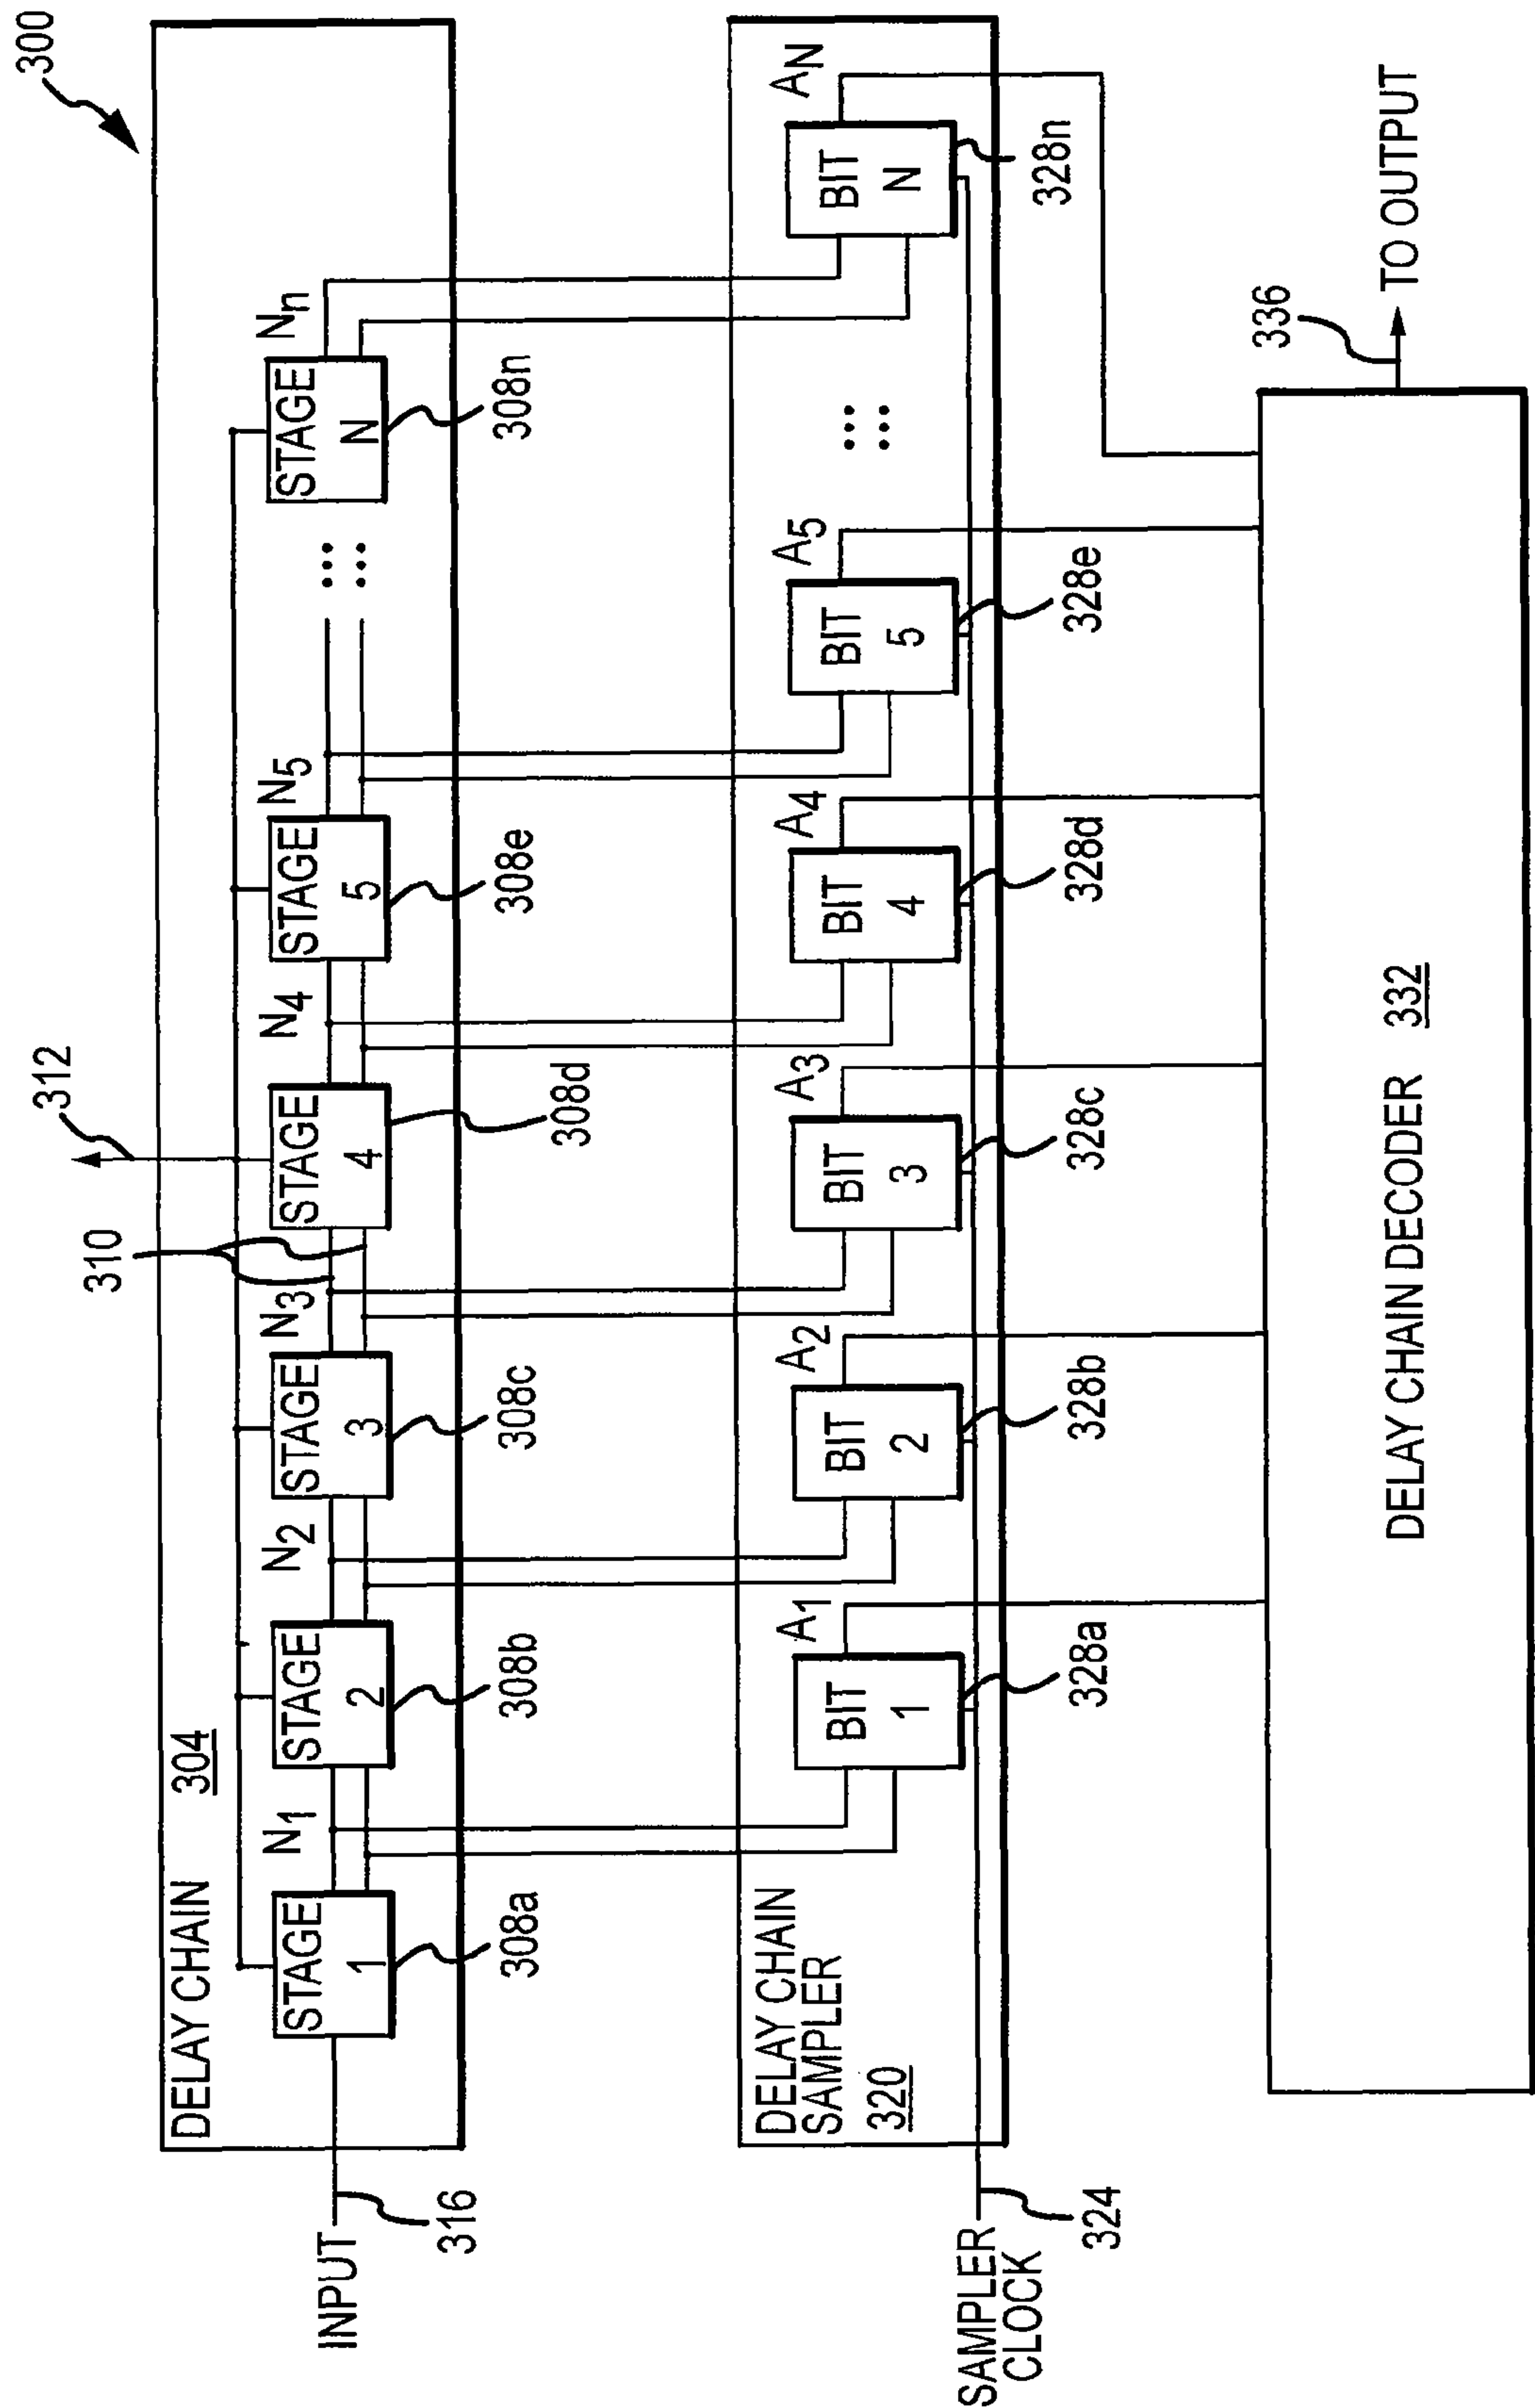 300
312
310
DELAY CHAIN 304
INPUT
316
STAGE
1
308a
N1
STAGE
2
308b
N2
STAGE
3
308c
N3
STAGE
4
308d
N4
STAGE
5
308e
N5
...
...
STAGE
N
308n
Nn
DELAY CHAIN
SAMPLER
320
SAMPLER
CLOCK
324
BIT
1
328a
A1
BIT
2
328b
A2
BIT
3
328c
A3
BIT
4
328d
A4
BIT
5
328e
A5
...
...
BIT
N
328n
AN
DELAY CHAIN DECODER 332
336
TO OUTPUT